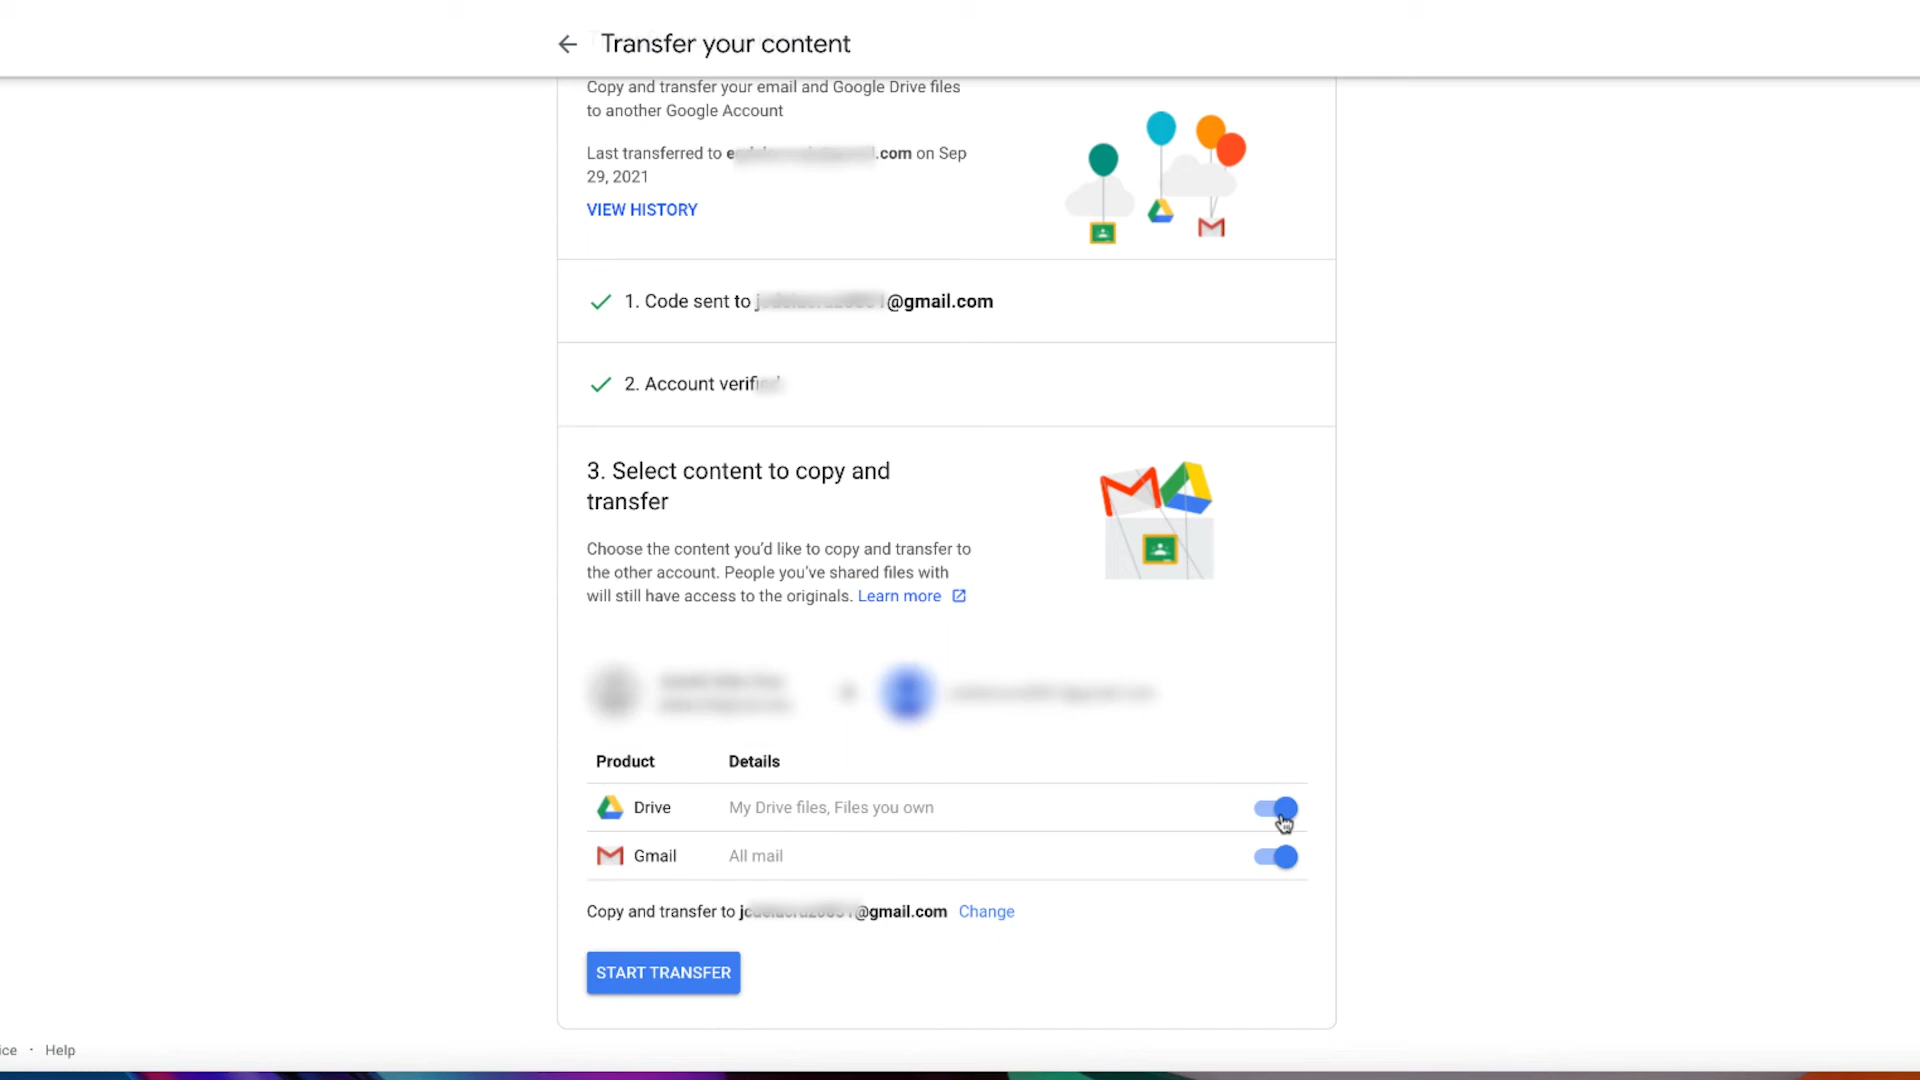 Transfer your content
Copy and transfer your email and Google Drive files
to another Google Account
Last transferred to e .com on Sep
29, 2021
VIEW HISTORY
1. Code sent to @gmail.com
2. Account verified
3. Select content to copy and
transfer
Choose the content you'd like to copy and transfer to
the other account. People you've shared files with
will still have access to the originals. Learn more
Product Details
Drive My Drive files, Files you own
Gmail All mail
Copy and transfer to @gmail.com Change
START TRANSFER
ice · Help